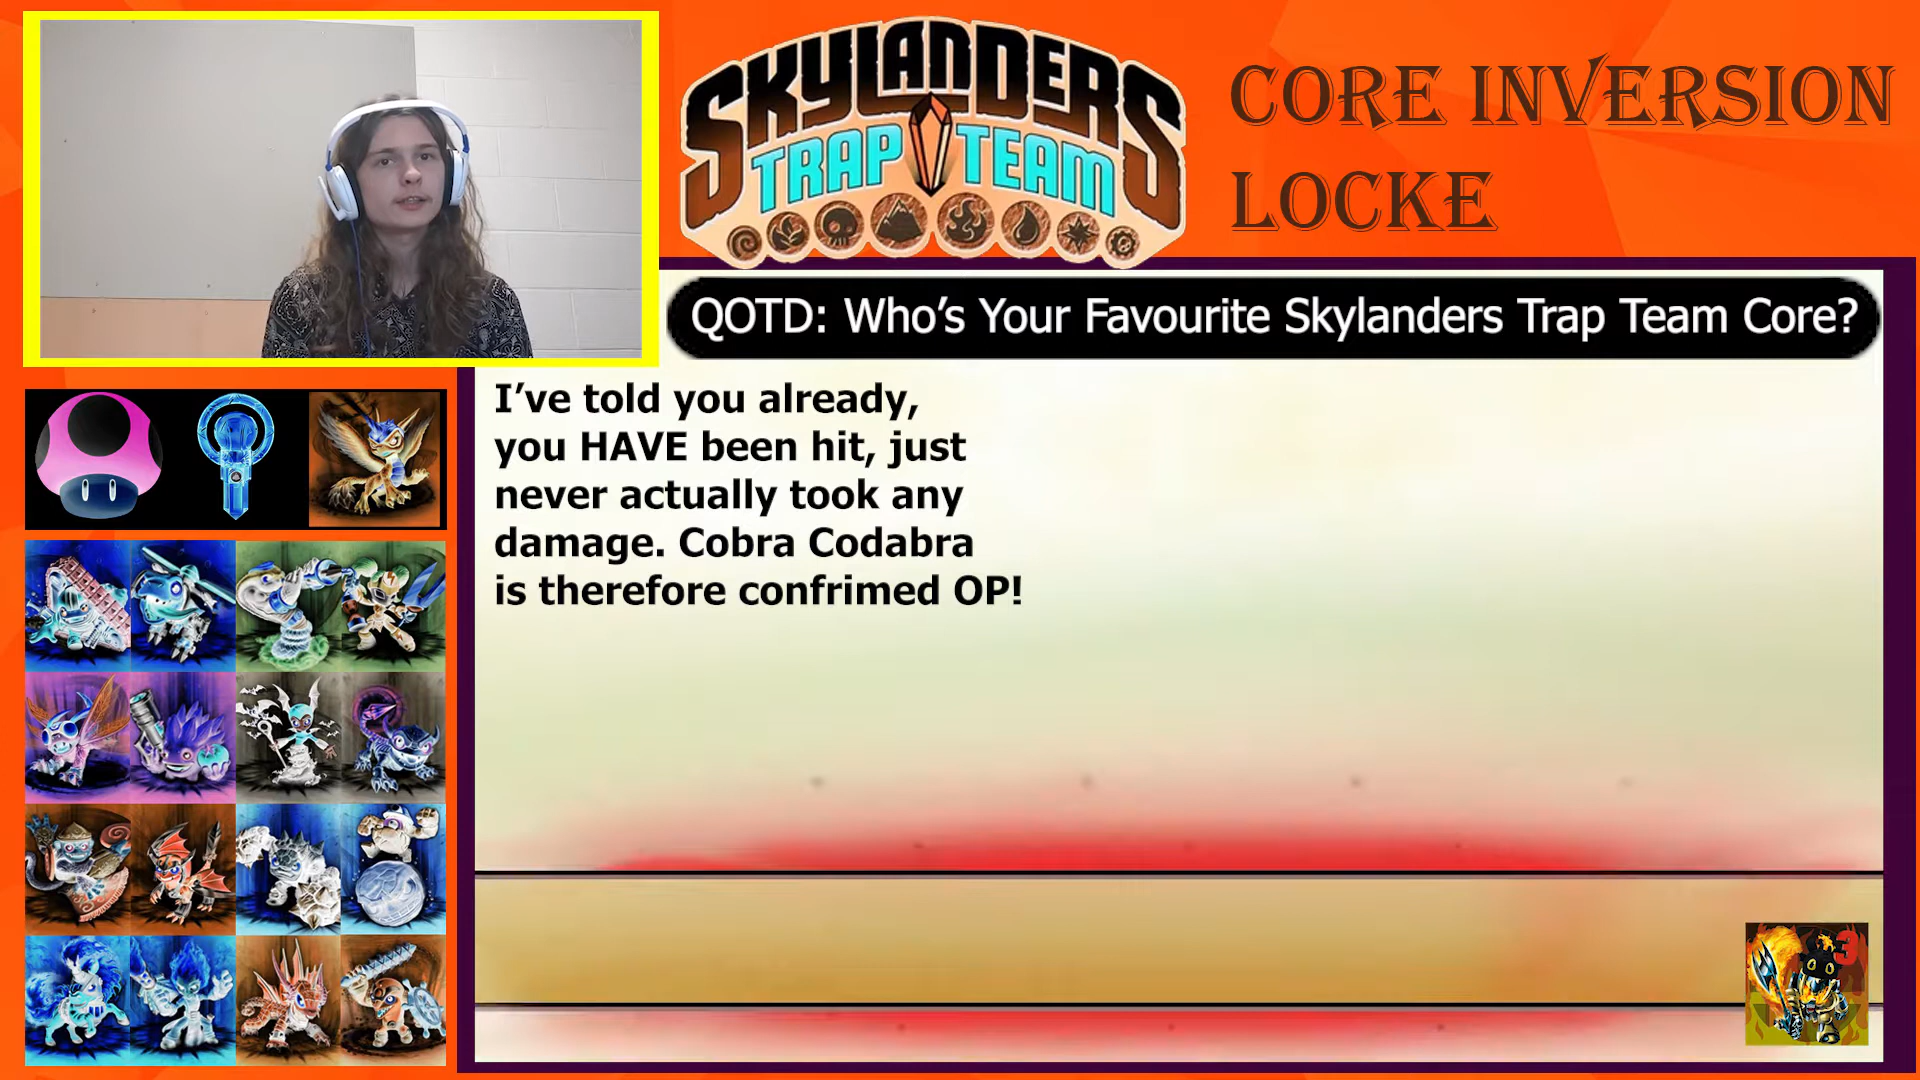 SKYLANDERS
TRAP TEAM
CORE INVERSION
LOCKE
QOTD: Who's Your Favourite Skylanders Trap Team Core?
I've told you already,
you HAVE been hit, just
never actually took any
damage. Cobra Codabra
is therefore confrimed OP!
3